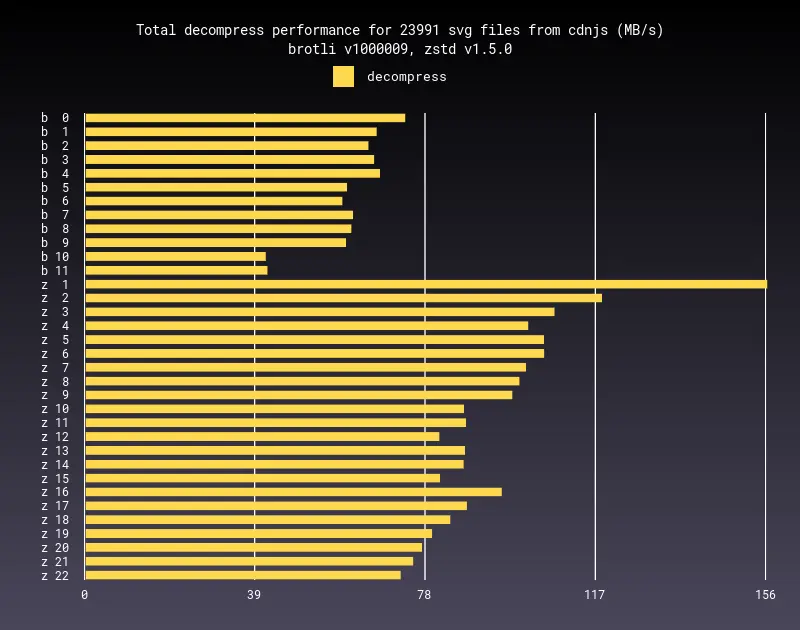 Total decompress performance for 23991 svg files from cdnjs (MB/s)
brotli v1000009, zstd v1.5.0
decompress
b 0
b 1
b 2
b 3
b 4
b 5
b 6
b 7
b 8
b 9
b 10
b 11
z 1
z 2
z 3
z 4
z 5
z 6
z 7
z 8
z 9
z 10
z 11
z 12
z 13
z 14
z 15
z 16
z 17
z 18
z 19
z 20
z 21
z 22
0 39 78 117 156